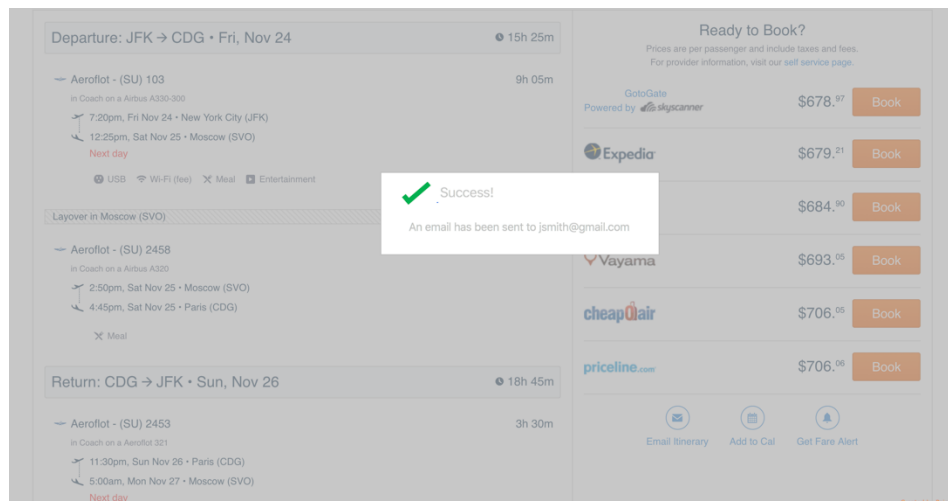 Departure: JFK → CDG • Fri, Nov 24
15h 25m
Aeroflot - (SU) 103
9h 05m
in Coach on a Airbus A330-300
7:20pm, Fri Nov 24 • New York City (JFK)
12:25pm, Sat Nov 25 • Moscow (SVO)
Next day
USB Wi-Fi (fee) Meal Entertainment
Layover in Moscow (SVO)
Aeroflot - (SU) 2458
in Coach on a Airbus A320
2:50pm, Sat Nov 25 • Moscow (SVO)
4:45pm, Sat Nov 25 • Paris (CDG)
Meal
Return: CDG → JFK • Sun, Nov 26
18h 45m
Aeroflot - (SU) 2453
3h 30m
in Coach on a Aeroflot 321
11:30pm, Sun Nov 26 • Paris (CDG)
5:00am, Mon Nov 27 • Moscow (SVO)
Next day
Success!
An email has been sent to jsmith@gmail.com
Ready to Book?
Prices are per passenger and include taxes and fees.
For provider information, visit our self service page.
GotoGate
Powered by skyscanner
$678.97 Book
Expedia
$679.21 Book
$684.90 Book
Vayama
$693.05 Book
cheapOair
$706.05 Book
priceline.com
$706.06 Book
Email Itinerary Add to Cal Get Fare Alert